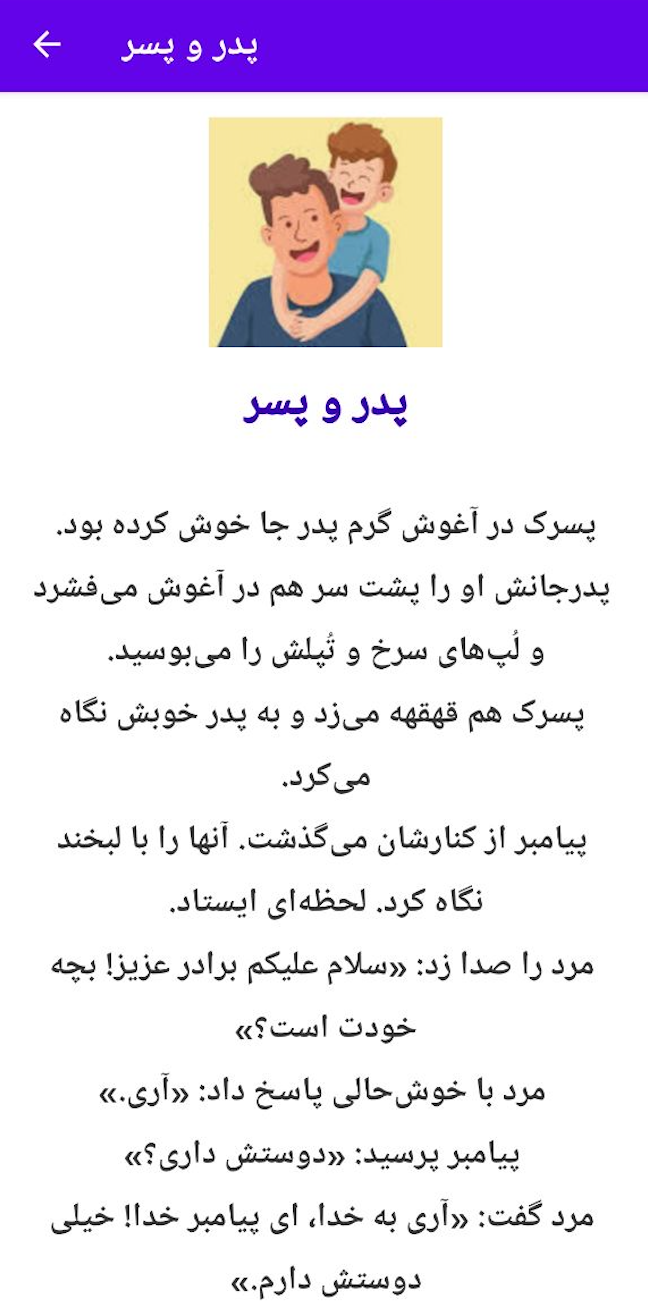 پدر و پسر
پدر و پسر
پسرک در آغوش گرم پدر جا خوش کرده بود.
پدرجانش او را پشت سر هم در آغوش می‌فشرد
و لُپ‌های سرخ و تُپلش را می‌بوسید.
پسرک هم قهقهه می‌زد و به پدر خوبش نگاه
می‌کرد.
پیامبر از کنارشان می‌گذشت. آنها را با لبخند
نگاه کرد. لحظه‌ای ایستاد.
مرد را صدا زد: «سلام علیکم برادر عزیز! بچه
خودت است؟»
مرد با خوش‌حالی پاسخ داد: «آری.»
پیامبر پرسید: «دوستش داری؟»
مرد گفت: «آری به خدا، ای پیامبر خدا! خیلی
دوستش دارم.»